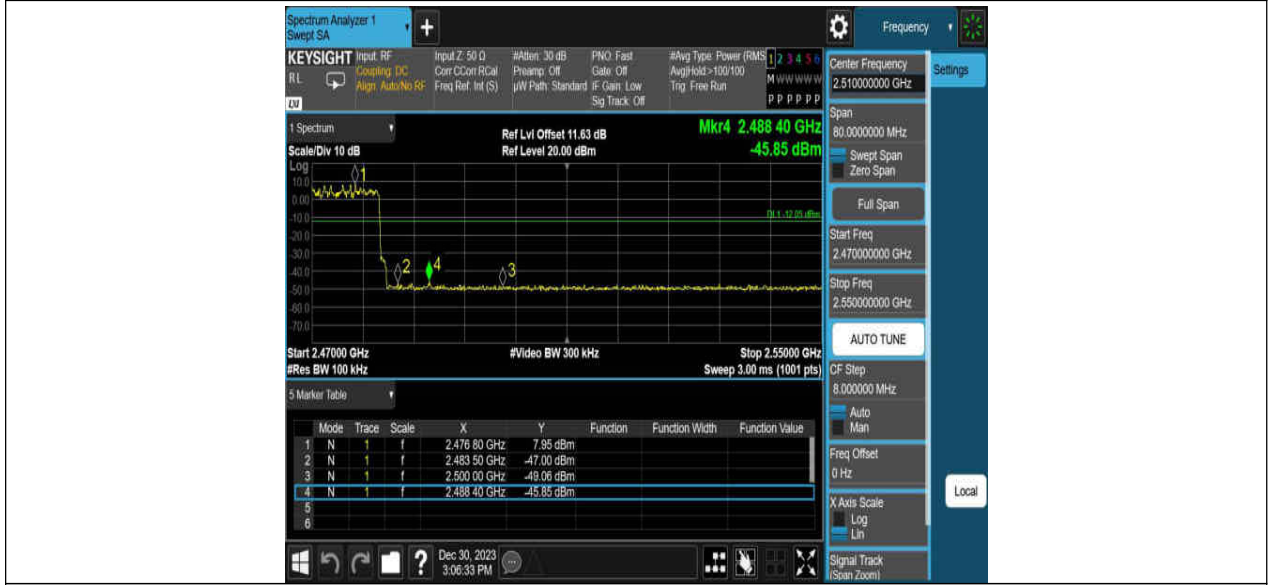 Spectrum Analyzer 1
Swept SA
+
Frequency
KEYSIGHT Input: RF Input Z: 50 Ω #Atten: 30 dB PNO: Fast #Avg Type: Power (RMS 1 2 3 4 5 6
RL Coupling: DC Corr CCorr RCal Preamp: Off Gate: Off Avg|Hold:>100/100 M W W W W W
Align: Auto/No RF Freq Ref: Int (S) µW Path: Standard IF Gain: Low Trig: Free Run
Sig Track: Off P P P P P P
1 Spectrum
Ref Lvl Offset 11.63 dB Mkr4 2.488 40 GHz
Scale/Div 10 dB Ref Level 20.00 dBm -45.85 dBm
Log
10.0
0.00
-10.0
-20.0
-30.0
-40.0
-50.0
-60.0
-70.0
1
2
4
3
DL1 -12.05 dBm
Start 2.47000 GHz #Video BW 300 kHz Stop 2.55000 GHz
#Res BW 100 kHz Sweep 3.00 ms (1001 pts)
5 Marker Table
Mode Trace Scale X Y Function Function Width Function Value
1 N 1 f 2.476 80 GHz 7.95 dBm
2 N 1 f 2.483 50 GHz -47.00 dBm
3 N 1 f 2.500 00 GHz -49.06 dBm
4 N 1 f 2.488 40 GHz -45.85 dBm
5
6
?
Dec 30, 2023
3:06:33 PM
Center Frequency
2.510000000 GHz
Span
80.0000000 MHz
Swept Span
Zero Span
Full Span
Start Freq
2.470000000 GHz
Stop Freq
2.550000000 GHz
AUTO TUNE
CF Step
8.000000 MHz
Auto
Man
Freq Offset
0 Hz
X Axis Scale
Log
Lin
Signal Track
(Span Zoom)
Settings
Local